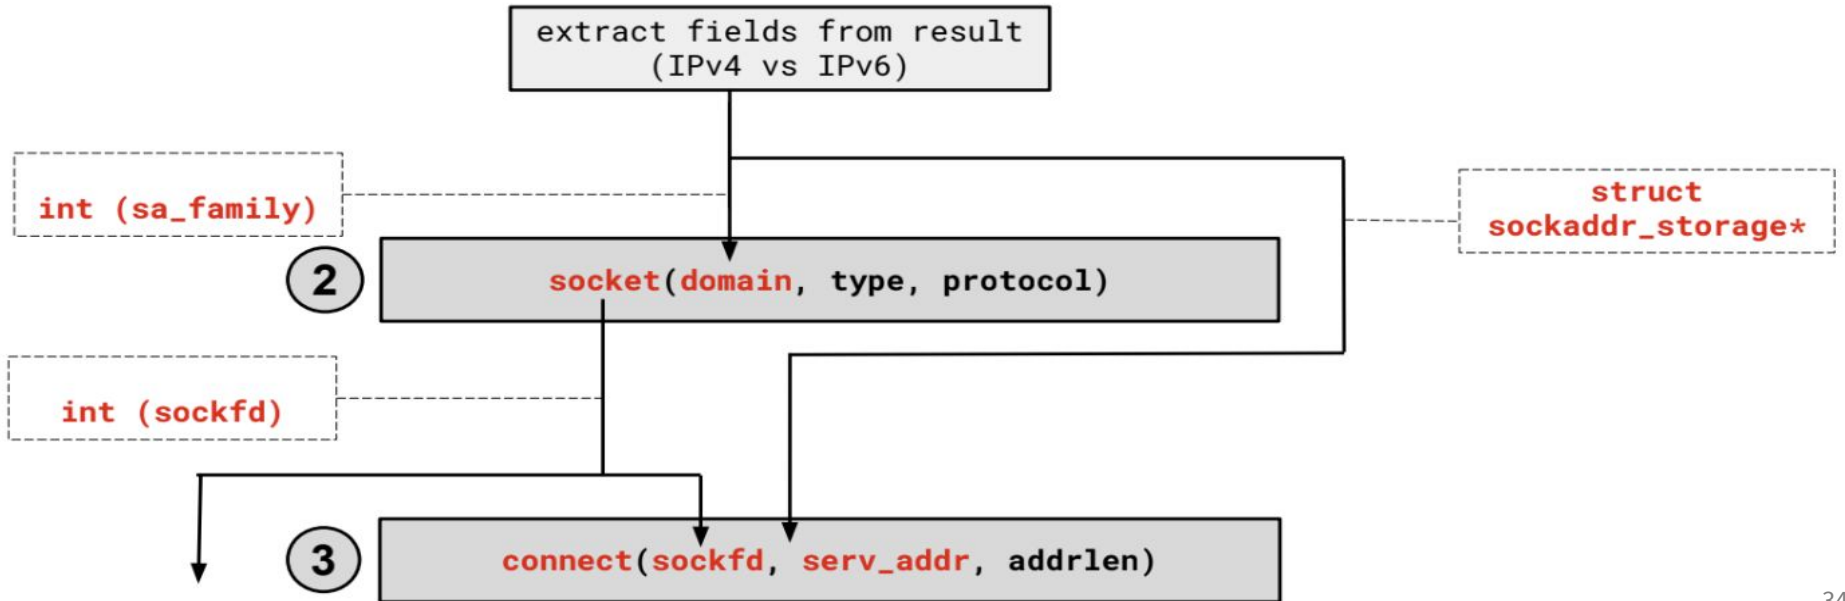 extract fields from result
(IPv4 vs IPv6)
int (sa_family)
struct
sockaddr_storage*
2
socket(domain, type, protocol)
int (sockfd)
3
connect(sockfd, serv_addr, addrlen)
34